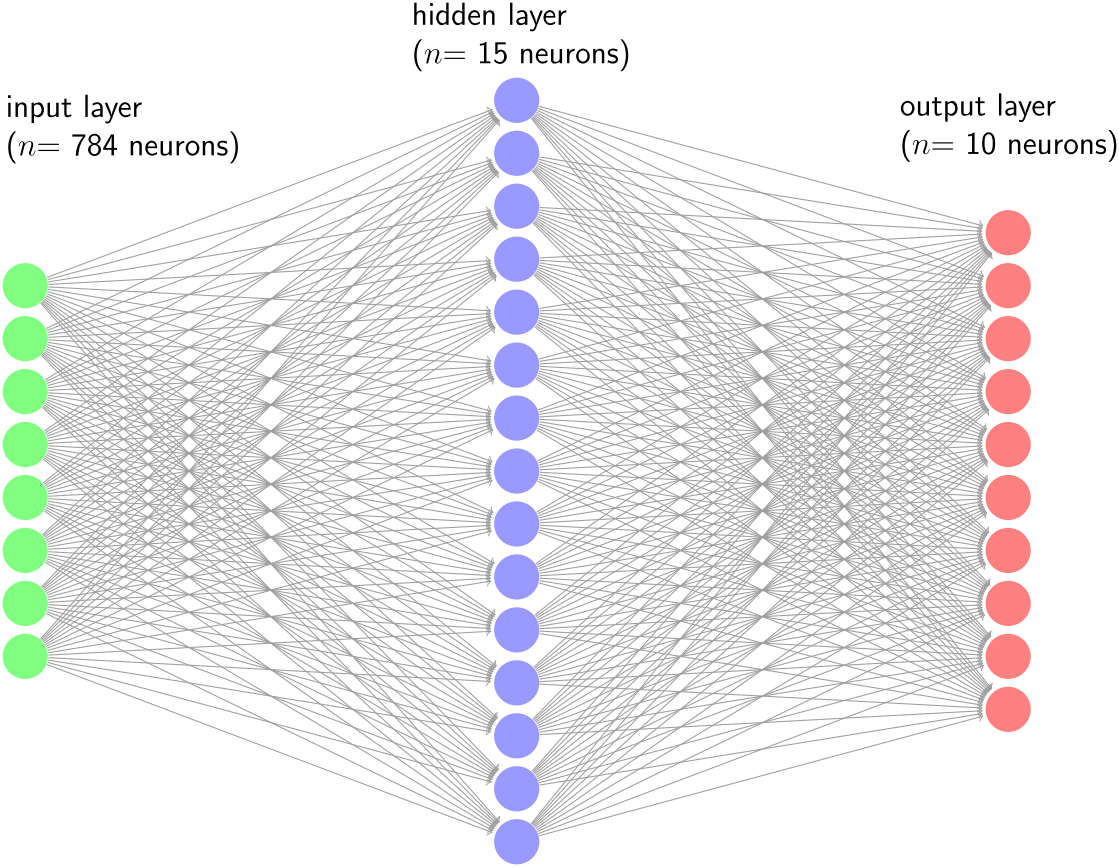 hidden layer
(n= 15 neurons)
input layer
(n= 784 neurons)
output layer
(n= 10 neurons)